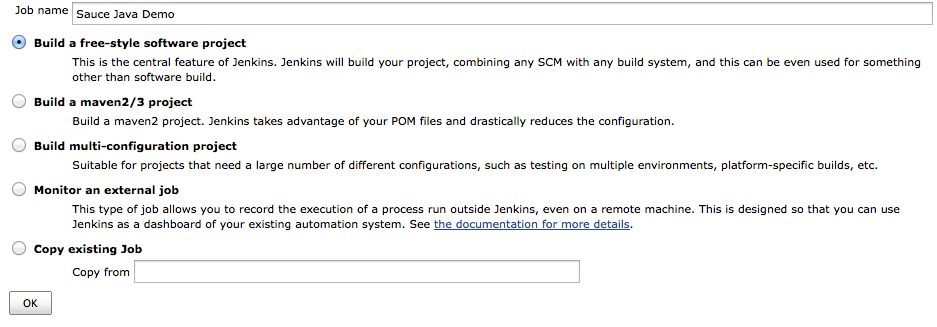 Job name Sauce Java Demo
Build a free-style software project
This is the central feature of Jenkins. Jenkins will build your project, combining any SCM with any build system, and this can be even used for something
other than software build.
Build a maven2/3 project
Build a maven2 project. Jenkins takes advantage of your POM files and drastically reduces the configuration.
Build multi-configuration project
Suitable for projects that need a large number of different configurations, such as testing on multiple environments, platform-specific builds, etc.
Monitor an external job
This type of job allows you to record the execution of a process run outside Jenkins, even on a remote machine. This is designed so that you can use
Jenkins as a dashboard of your existing automation system. See the documentation for more details.
Copy existing Job
Copy from
OK